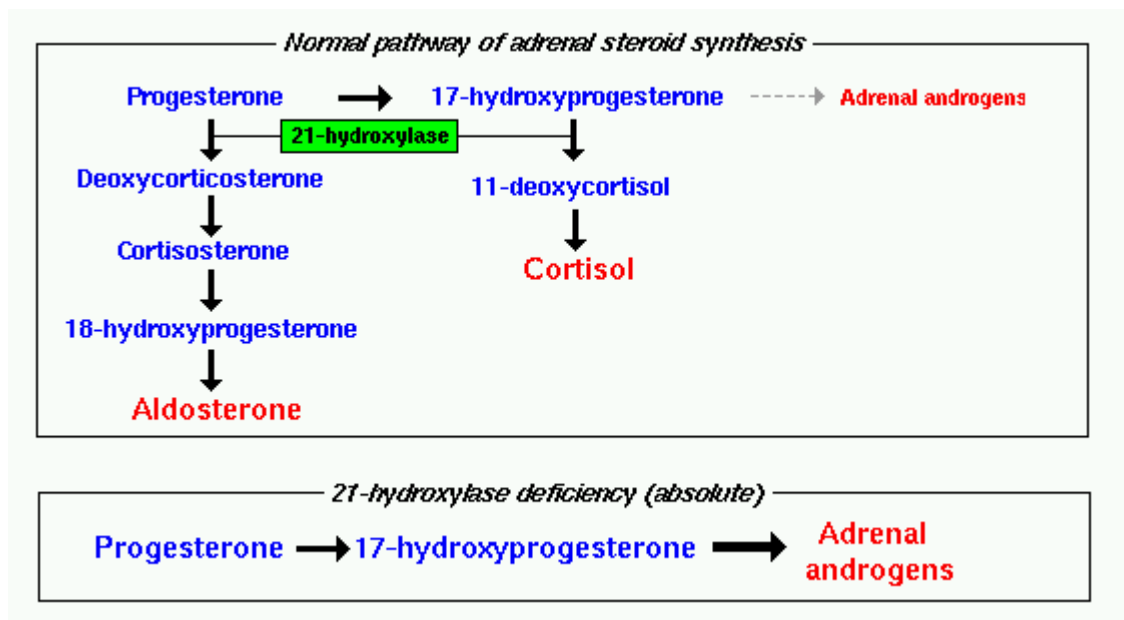 Normal pathway of adrenal steroid synthesis
Progesterone 17-hydroxyprogesterone Adrenal androgens
21-hydroxylase
Deoxycorticosterone 11-deoxycortisol
Cortisosterone
Cortisol
18-hydroxyprogesterone
Aldosterone
21-hydroxylase deficiency (absolute)
Progesterone 17-hydroxyprogesterone Adrenal
androgens